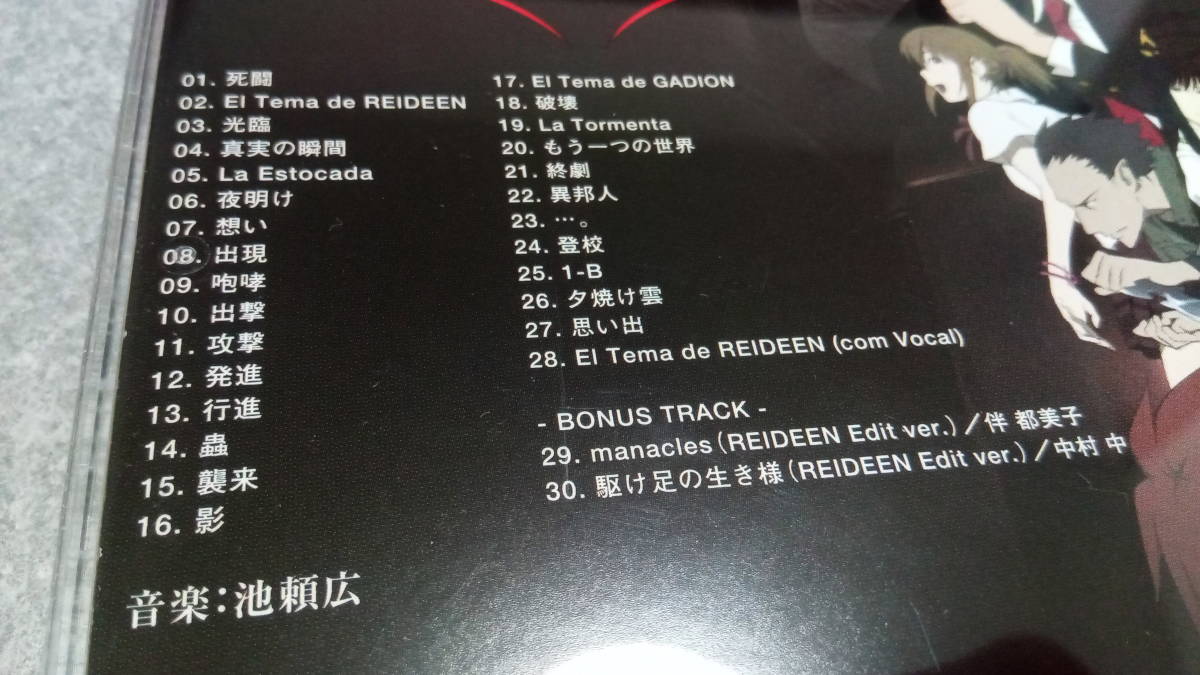 01. 死闘
02. El Tema de REIDEEN
03. 光臨
04. 真実の瞬間
05. La Estocada
06. 夜明け
07. 想い
08. 出現
09. 咆哮
10. 出撃
11. 攻撃
12. 発進
13. 行進
14. 蟲
15. 襲来
16. 影
17. El Tema de GADION
18. 破壊
19. La Tormenta
20. もう一つの世界
21. 終劇
22. 異邦人
23. …。
24. 登校
25. 1-B
26. 夕焼け雲
27. 思い出
28. El Tema de REIDEEN (com Vocal)
- BONUS TRACK -
29. manacles(REIDEEN Edit ver.)／伴 都美子
30. 駆け足の生き様(REIDEEN Edit ver.)／中村 中
音楽:池頼広